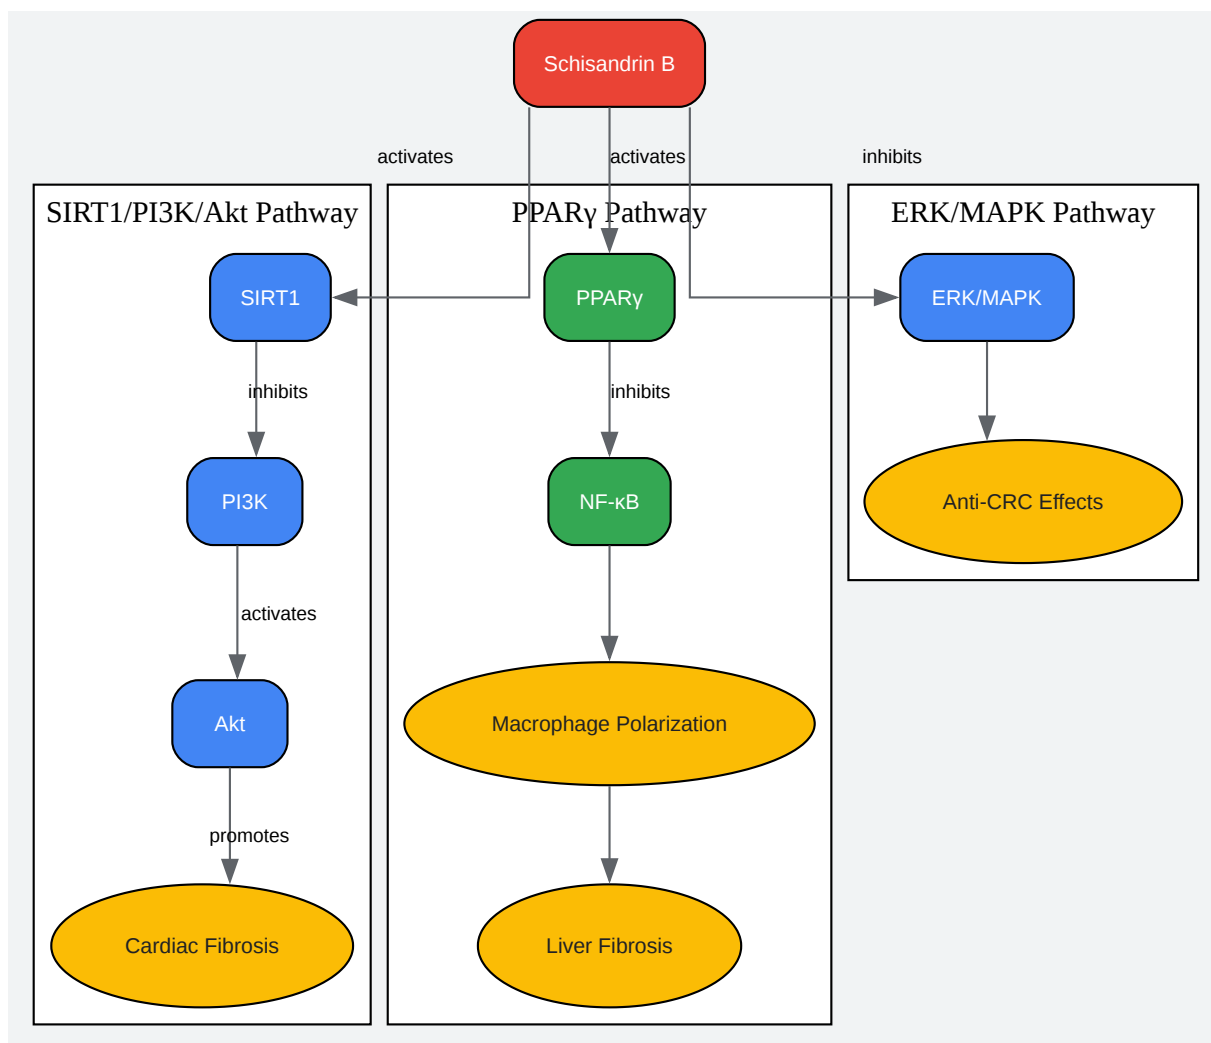 Schisandrin B
activates
activates
inhibits
SIRT1/PI3K/Akt Pathway
PPARγ Pathway
ERK/MAPK Pathway
SIRT1
PPARγ
ERK/MAPK
inhibits
inhibits
PI3K
NF-κB
Anti-CRC Effects
activates
Akt
Macrophage Polarization
promotes
Cardiac Fibrosis
Liver Fibrosis